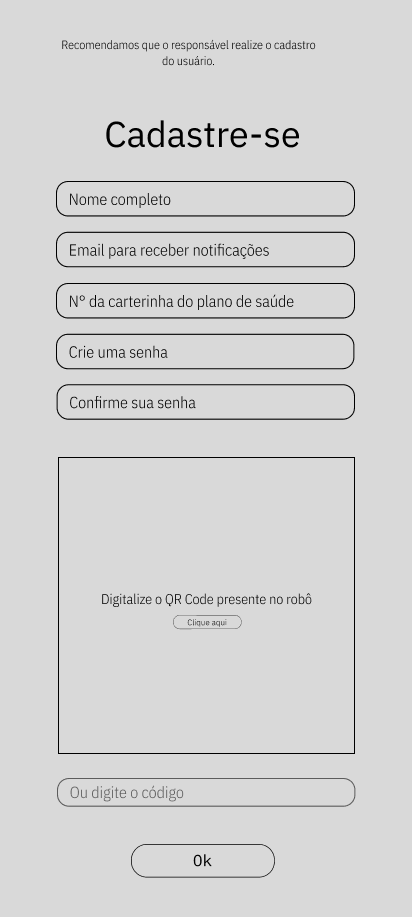 Recomendamos que o responsável realize o cadastro
do usuário.
Cadastre-se
Nome completo
Email para receber notificações
Nº da carterinha do plano de saúde
Crie uma senha
Confirme sua senha
Digitalize o QR Code presente no robô
Clique aqui
Ou digite o código
Ok